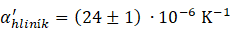 α′ₕₗᵢₙíₖ = (24 ± 1) ·10⁻⁶ K⁻¹